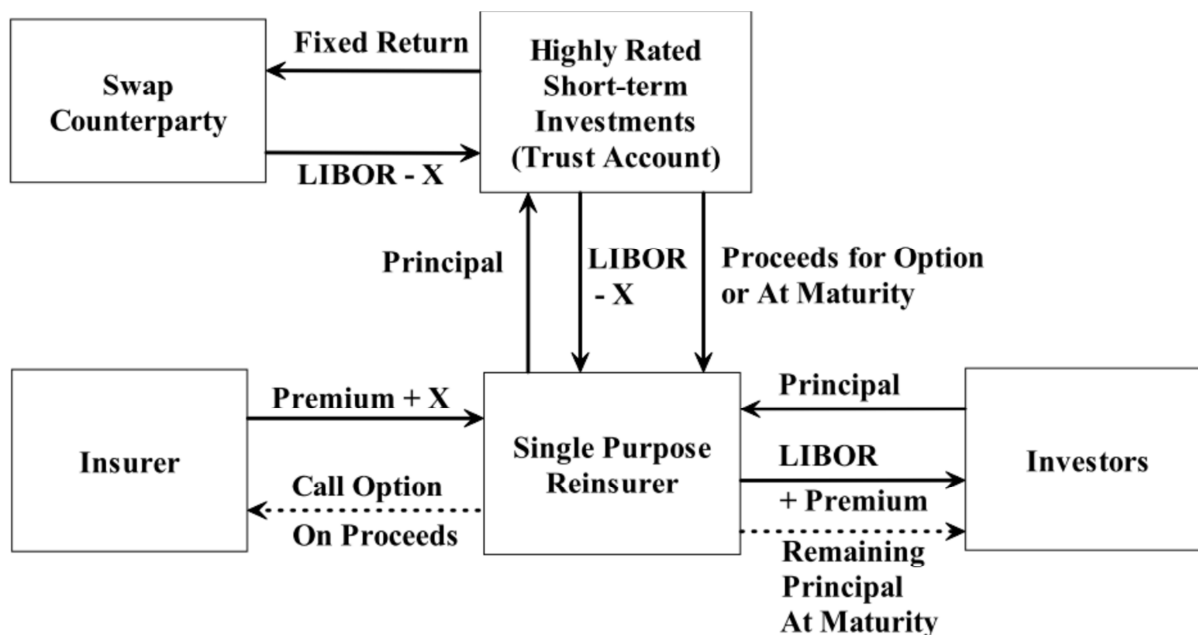 Fixed Return
Swap
Counterparty
LIBOR - X
Highly Rated
Short-term
Investments
(Trust Account)
Principal
LIBOR
- X
Proceeds for Option
or At Maturity
Insurer
Premium + X
Call Option
On Proceeds
Single Purpose
Reinsurer
Principal
LIBOR
+ Premium
Remaining
Principal
At Maturity
Investors